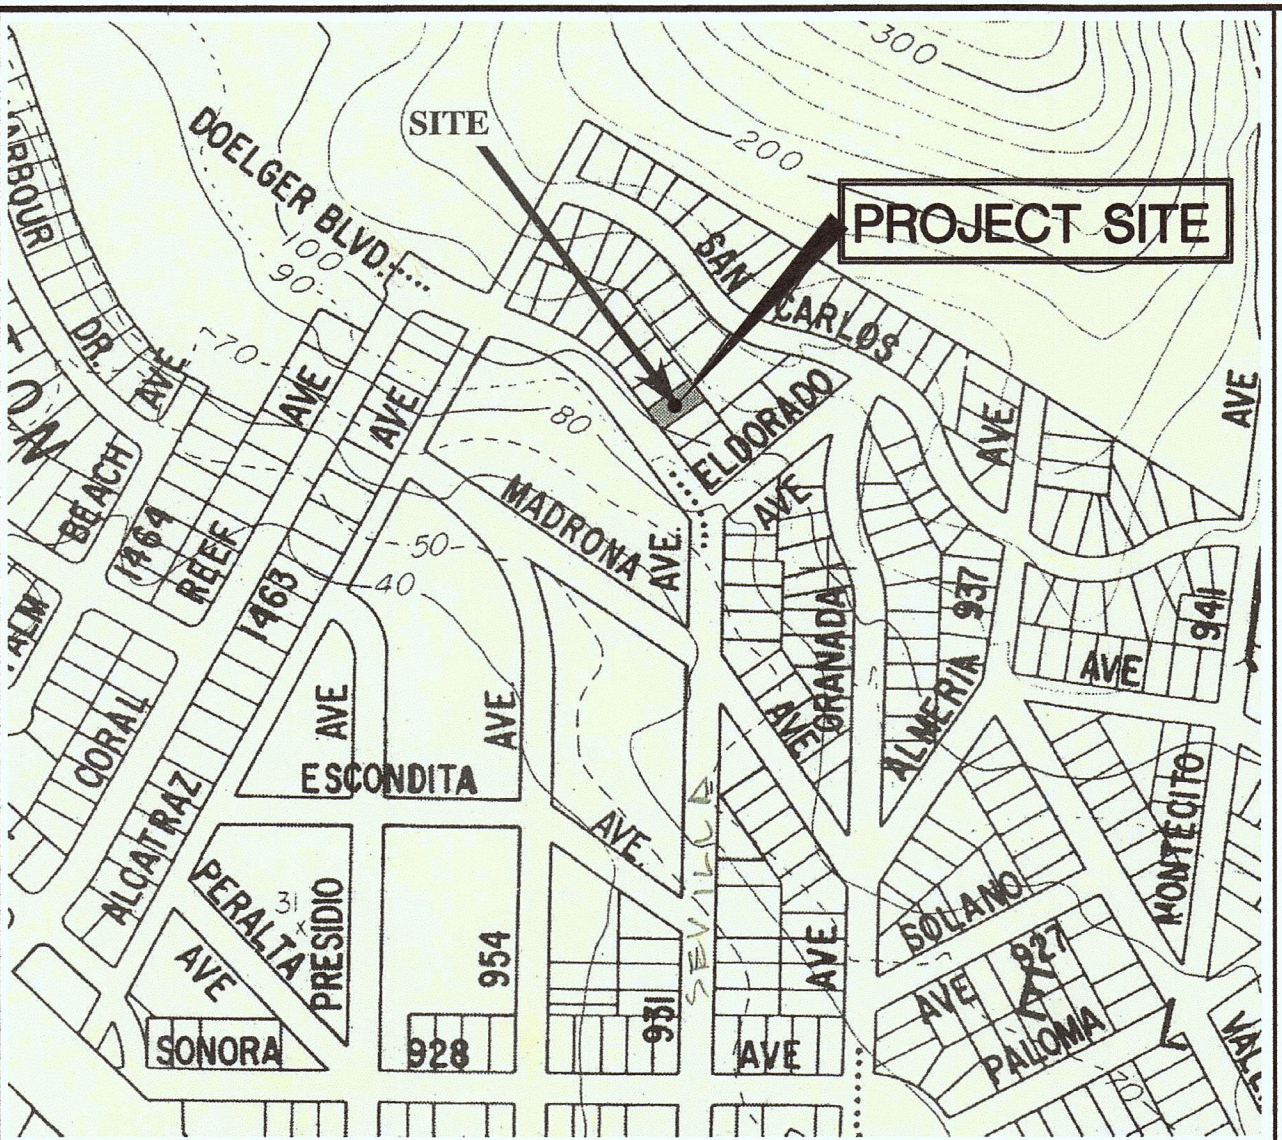 300
200
SITE
DOELGER BLVD.
PROJECT SITE
SAN CARLOS
100
90
70
80
ARBOUR
DR.
AVE
AVE
AVE
AVE
AVE
ELDORADO
AVE
MADRONA
AVE.
BEACH
1464
REEF
1463
50
40
937
941
AVE
GRANADA
AVE
ALMERIA
CORAL
ALCATRAZ
AVE
AVE
ESCONDITA
AVE.
SEVILLE
MONTECITO
PERALTA
AVE
31
PRESIDIO
954
931
SOLANO
AVE
927
AVE
PALOMA
SONORA
928
AVE